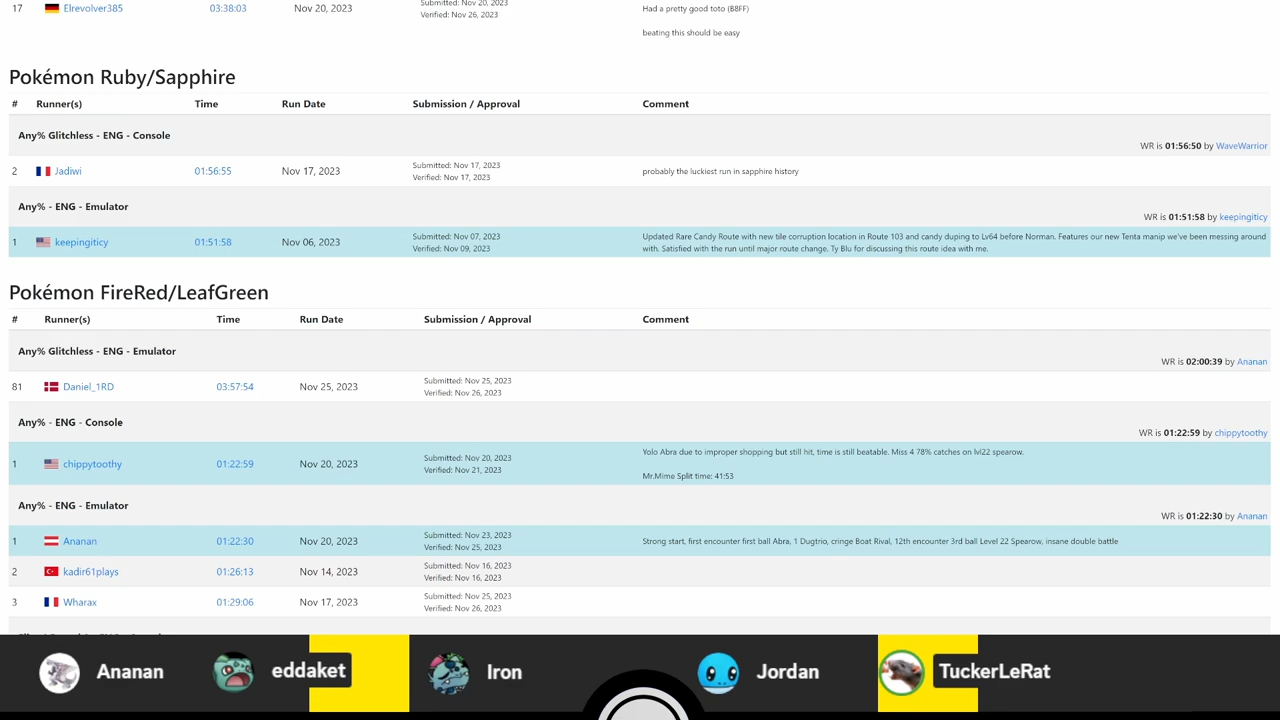 17 Elrevolver385 03:38:03 Nov 20, 2023 Submitted: Nov 20, 2023 Had a pretty good toto (B8FF)
Verified: Nov 26, 2023
beating this should be easy
Pokémon Ruby/Sapphire
# Runner(s) Time Run Date Submission / Approval Comment
Any% Glitchless - ENG - Console
WR is 01:56:50 by WaveWarrior
2 Jadiwi 01:56:55 Nov 17, 2023 Submitted: Nov 17, 2023 probably the luckiest run in sapphire history
Verified: Nov 17, 2023
Any% - ENG - Emulator
WR is 01:51:58 by keepingiticy
1 keepingiticy 01:51:58 Nov 06, 2023 Submitted: Nov 07, 2023 Updated Rare Candy Route with new tile corruption location in Route 103 and candy duping to Lv64 before Norman. Features our new Tenta manip we've been messing around
Verified: Nov 09, 2023 with. Satisfied with the run until major route change. Ty Blu for discussing this route idea with me.
Pokémon FireRed/LeafGreen
# Runner(s) Time Run Date Submission / Approval Comment
Any% Glitchless - ENG - Emulator
WR is 02:00:39 by Ananan
81 Daniel_1RD 03:57:54 Nov 25, 2023 Submitted: Nov 25, 2023
Verified: Nov 26, 2023
Any% - ENG - Console
WR is 01:22:59 by chippytoothy
1 chippytoothy 01:22:59 Nov 20, 2023 Submitted: Nov 20, 2023 Yolo Abra due to improper shopping but still hit, time is still beatable. Miss 4 78% catches on lvl22 spearow.
Verified: Nov 21, 2023
Mr.Mime Split time: 41:53
Any% - ENG - Emulator
WR is 01:22:30 by Ananan
1 Ananan 01:22:30 Nov 20, 2023 Submitted: Nov 23, 2023 Strong start, first encounter first ball Abra, 1 Dugtrio, cringe Boat Rival, 12th encounter 3rd ball Level 22 Spearow, insane double battle
Verified: Nov 25, 2023
2 kadir61plays 01:26:13 Nov 14, 2023 Submitted: Nov 16, 2023
Verified: Nov 16, 2023
3 Wharax 01:29:06 Nov 17, 2023 Submitted: Nov 25, 2023
Verified: Nov 26, 2023
Ananan eddaket Iron Jordan TuckerLeRat